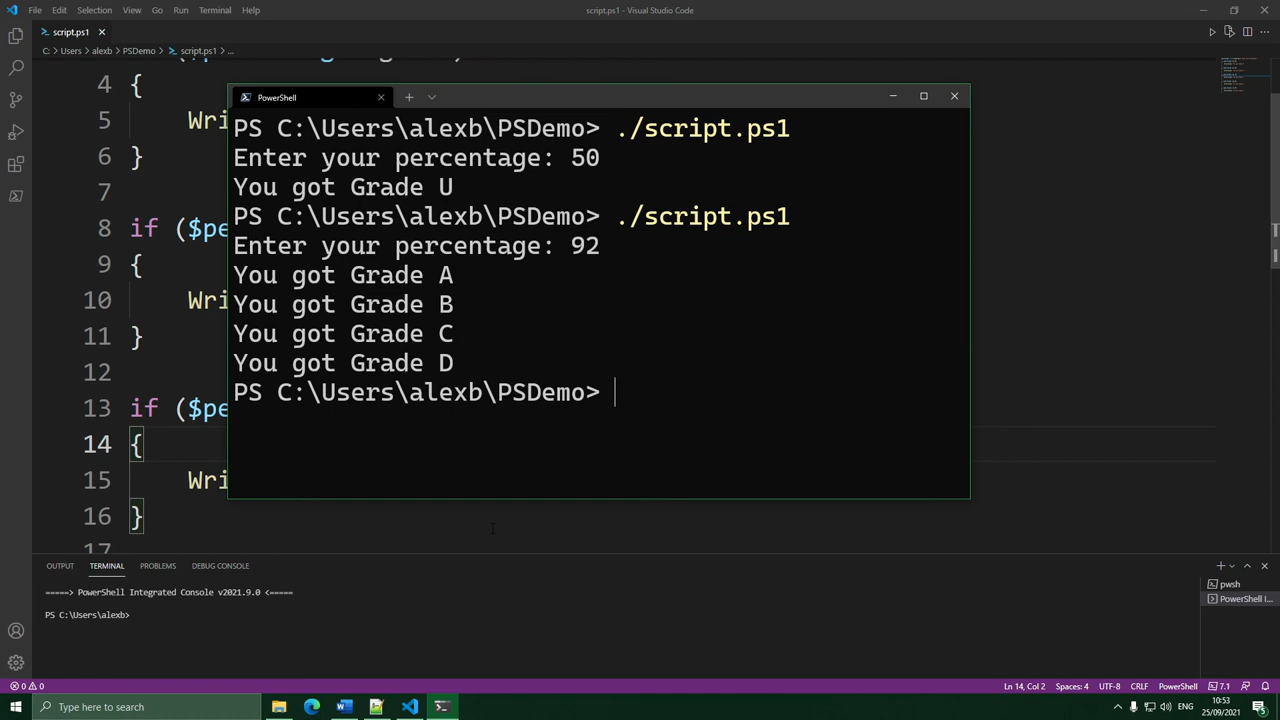 File Edit Selection View Go Run Terminal Help
script.ps1 - Visual Studio Code
script.ps1
C: > Users > alexb > PSDemo > script.ps1 > ...
4 {
5 Wri
6 }
7
8 if ($pe
9 {
10 Wri
11 }
12
13 if ($pe
14 {
15 Wri
16 }
17
PowerShell
PS C:\Users\alexb\PSDemo> ./script.ps1
Enter your percentage: 50
You got Grade U
PS C:\Users\alexb\PSDemo> ./script.ps1
Enter your percentage: 92
You got Grade A
You got Grade B
You got Grade C
You got Grade D
PS C:\Users\alexb\PSDemo>
OUTPUT TERMINAL PROBLEMS DEBUG CONSOLE
=====> PowerShell Integrated Console v2021.9.0 <=====
PS C:\Users\alexb>
pwsh
PowerShell I...
0 0
Ln 14, Col 2 Spaces: 4 UTF-8 CRLF PowerShell 7.1
Type here to search
ENG
10:53
25/09/2021
5